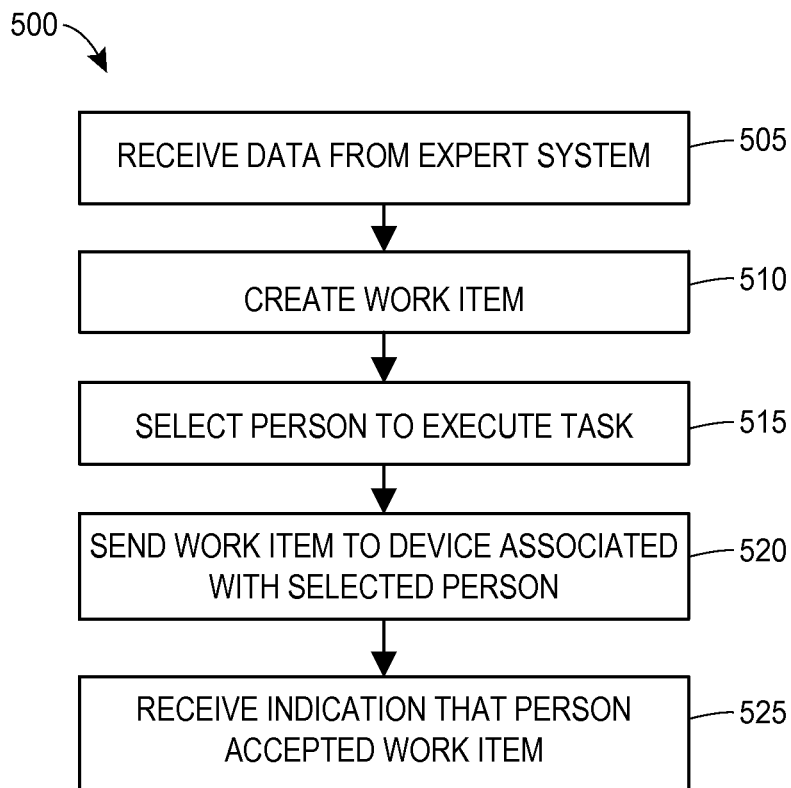 500
RECEIVE DATA FROM EXPERT SYSTEM
505
CREATE WORK ITEM
510
SELECT PERSON TO EXECUTE TASK
515
SEND WORK ITEM TO DEVICE ASSOCIATED
WITH SELECTED PERSON
520
RECEIVE INDICATION THAT PERSON
ACCEPTED WORK ITEM
525